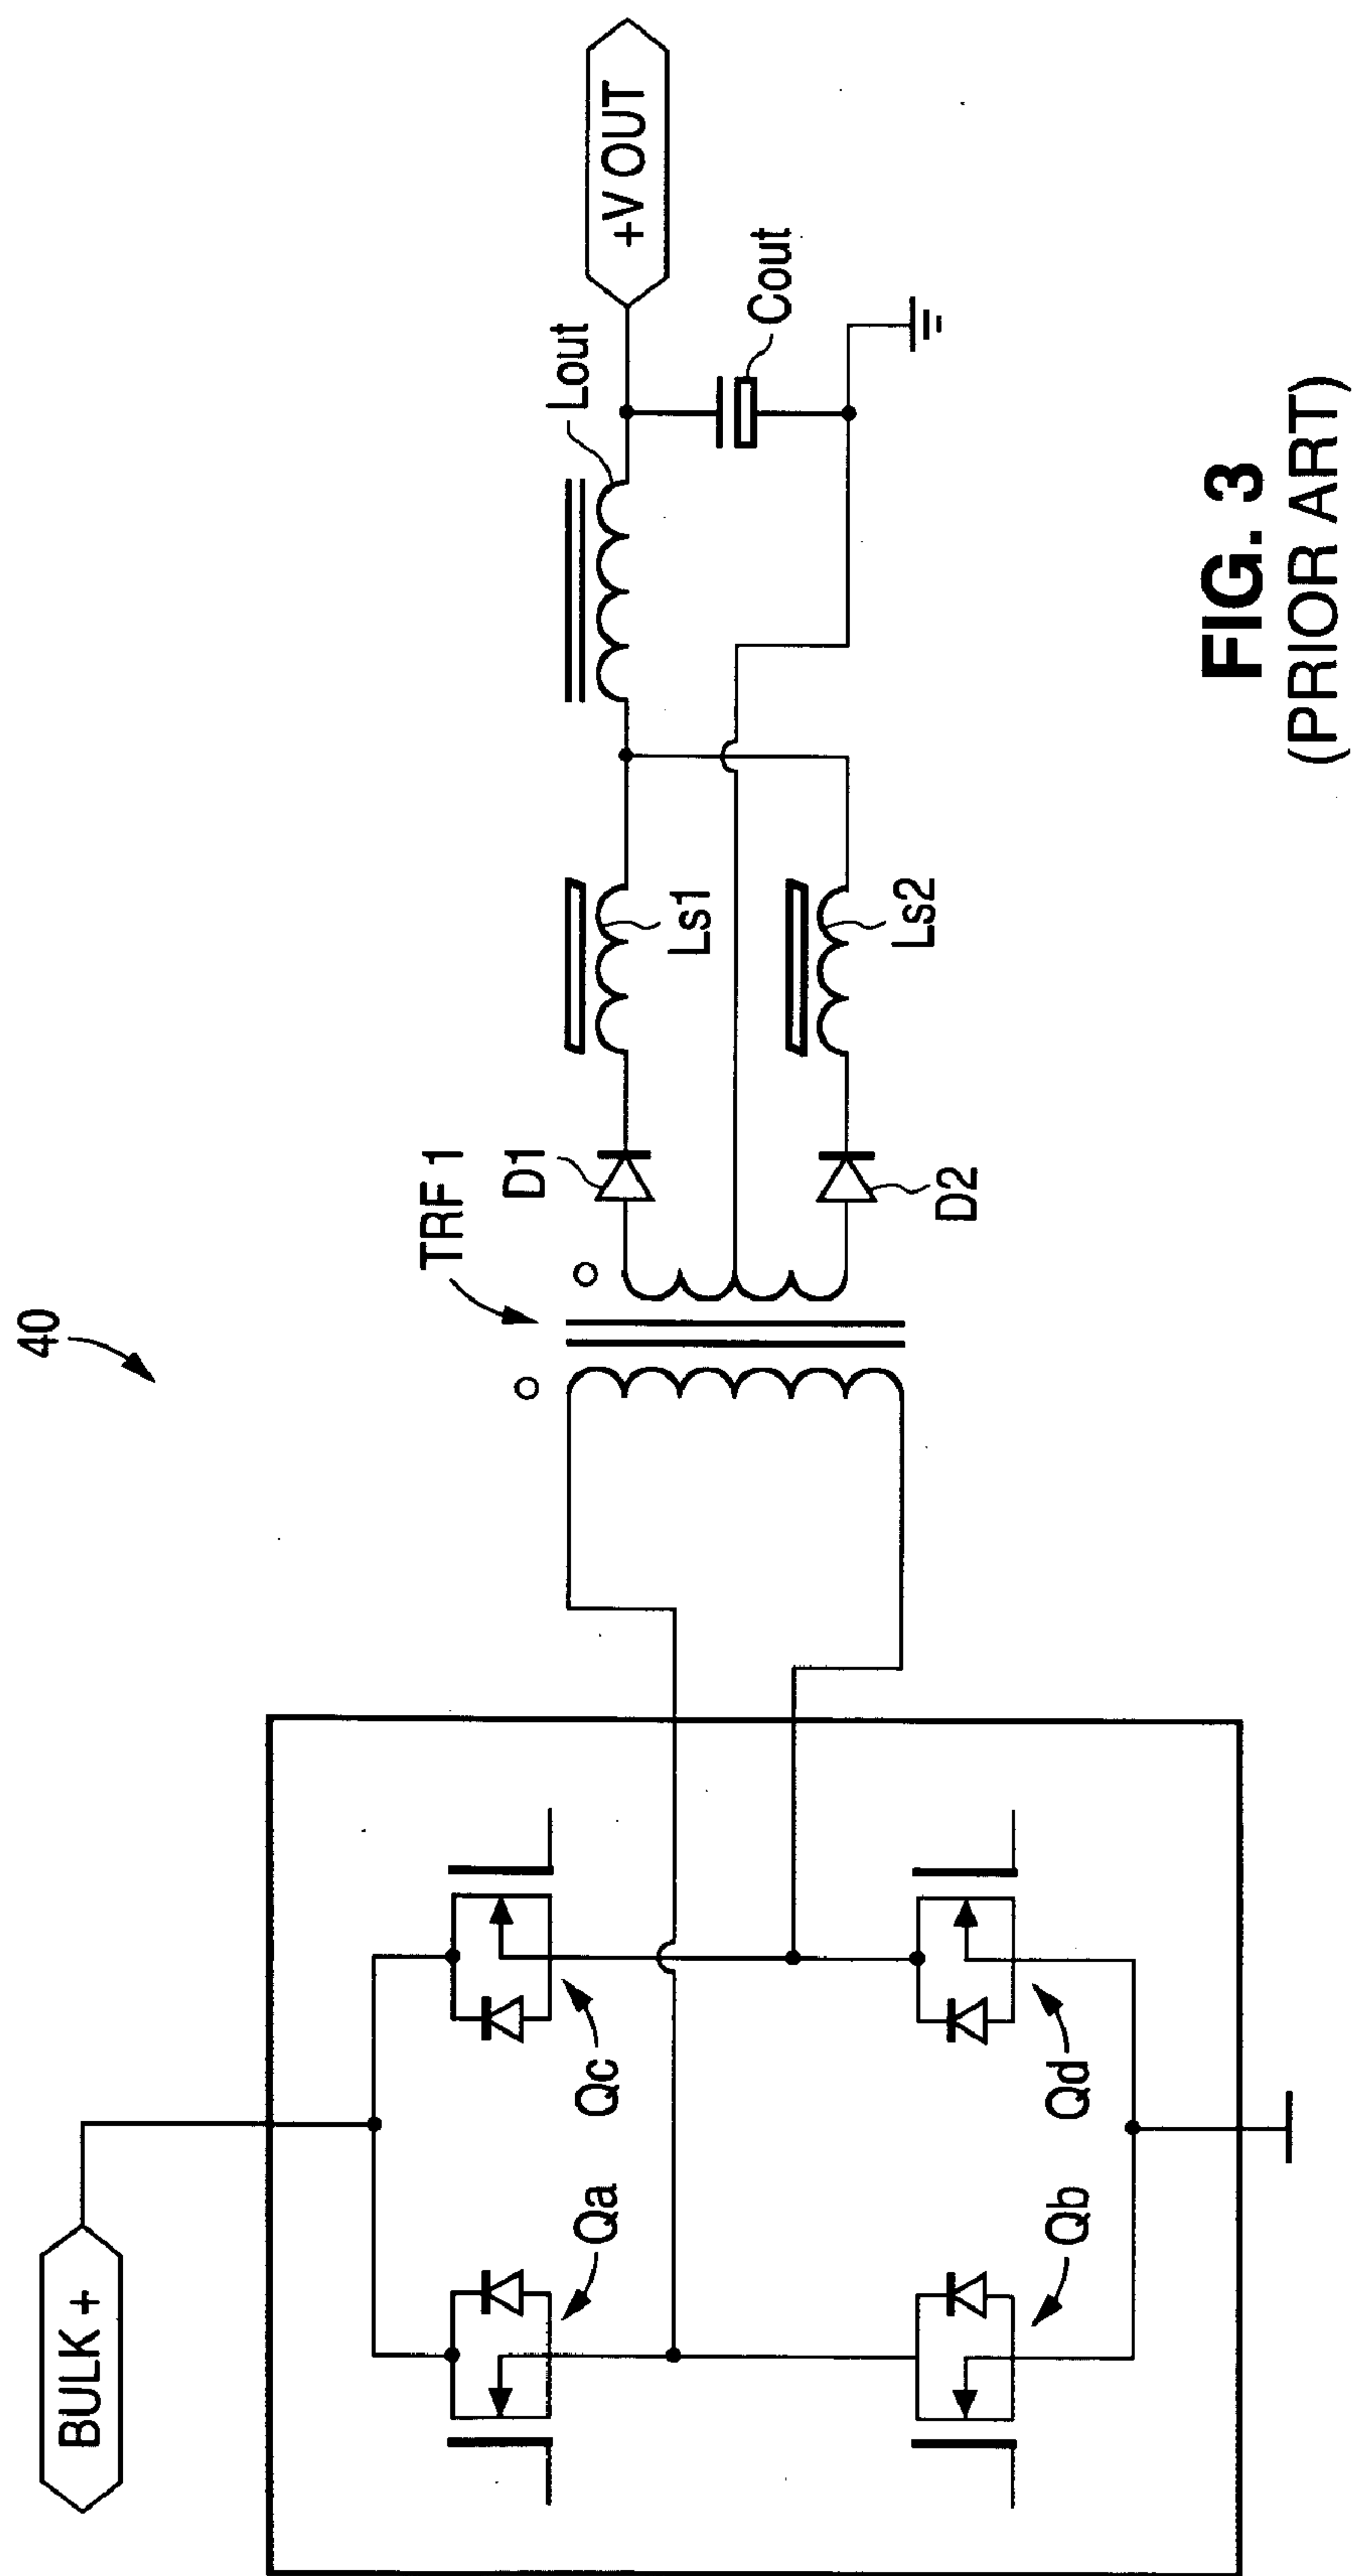 40
BULK +
Qa
Qc
Qb
Qd
TRF 1
D1
D2
Ls1
Ls2
Lout
Cout
+V OUT
FIG. 3
(PRIOR ART)